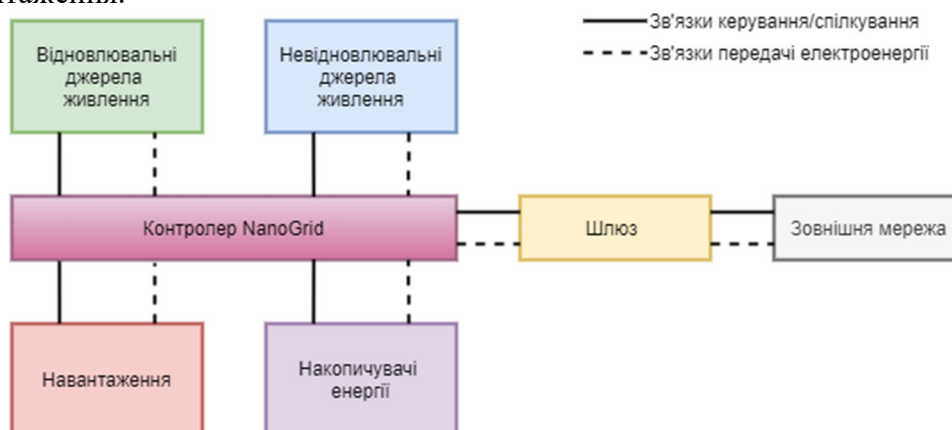 Зв'язки керування/спілкування
Зв'язки передачі електроенергії
Відновлювальні
джерела
живлення
Невідновлювальні
джерела
живлення
Контролер NanoGrid
Шлюз
Зовнішня мережа
Навантаження
Накопичувачі
енергії